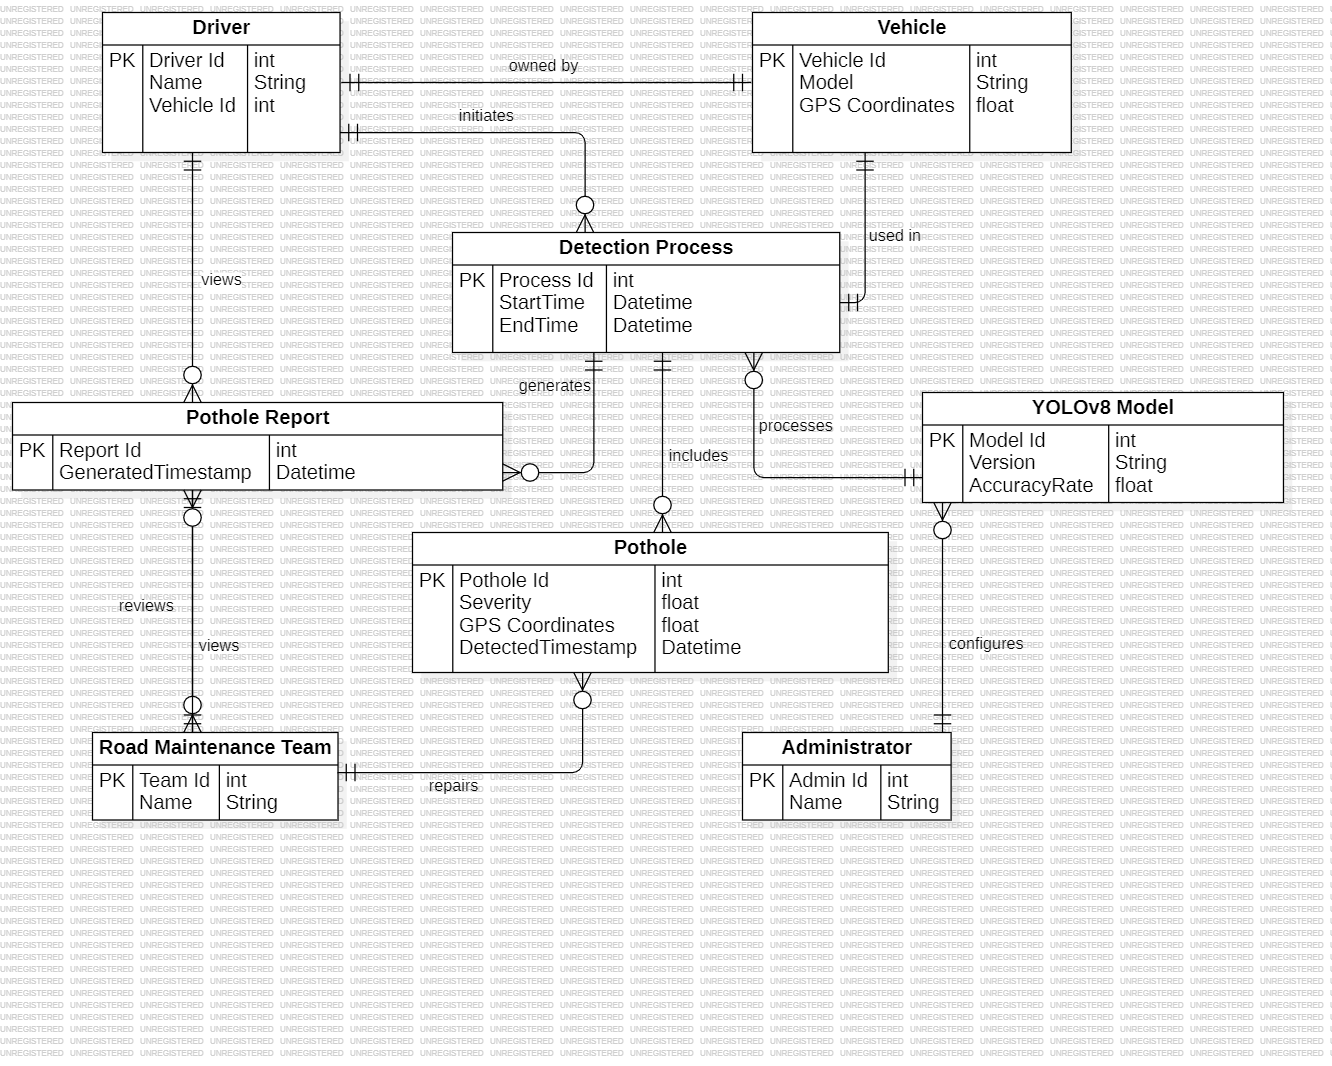 Driver
PK Driver Id int
Name String
Vehicle Id int
Vehicle
PK Vehicle Id int
Model String
GPS Coordinates float
owned by
initiates
used in
views
Detection Process
PK Process Id int
StartTime Datetime
EndTime Datetime
generates
processes
includes
Pothole Report
PK Report Id int
GeneratedTimestamp Datetime
YOLOv8 Model
PK Model Id int
Version String
AccuracyRate float
Pothole
PK Pothole Id int
Severity float
GPS Coordinates float
DetectedTimestamp Datetime
reviews
views
configures
Road Maintenance Team
PK Team Id int
Name String
repairs
Administrator
PK Admin Id int
Name String
UNREGISTERED